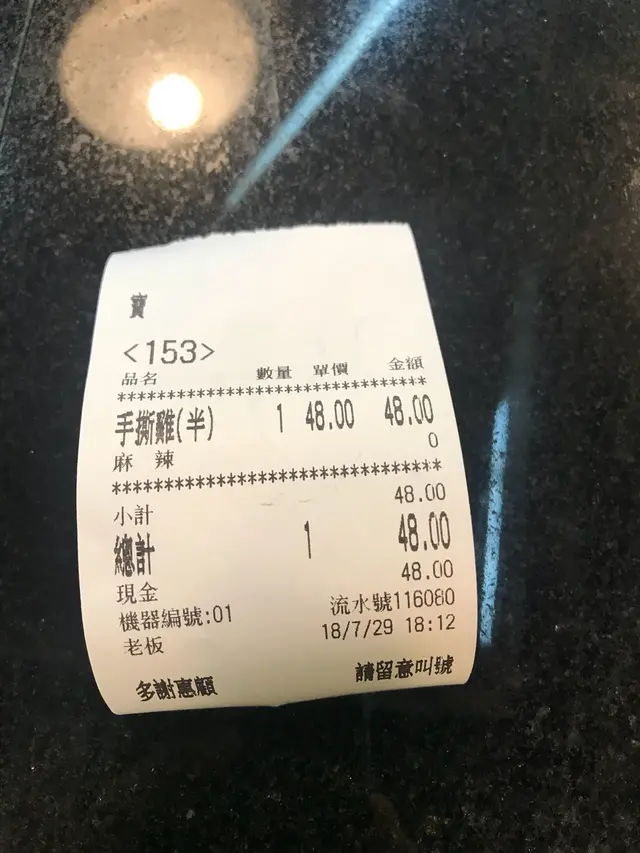 寶
<153>
品名 數量 單價 金額
********************************
手撕雞(半) 1 48.00 48.00
麻 辣 0
********************************
小計 48.00
總計 1 48.00
現金 48.00
機器編號:01 流水號116080
老板 18/7/29 18:12
多謝惠顧 請留意叫號